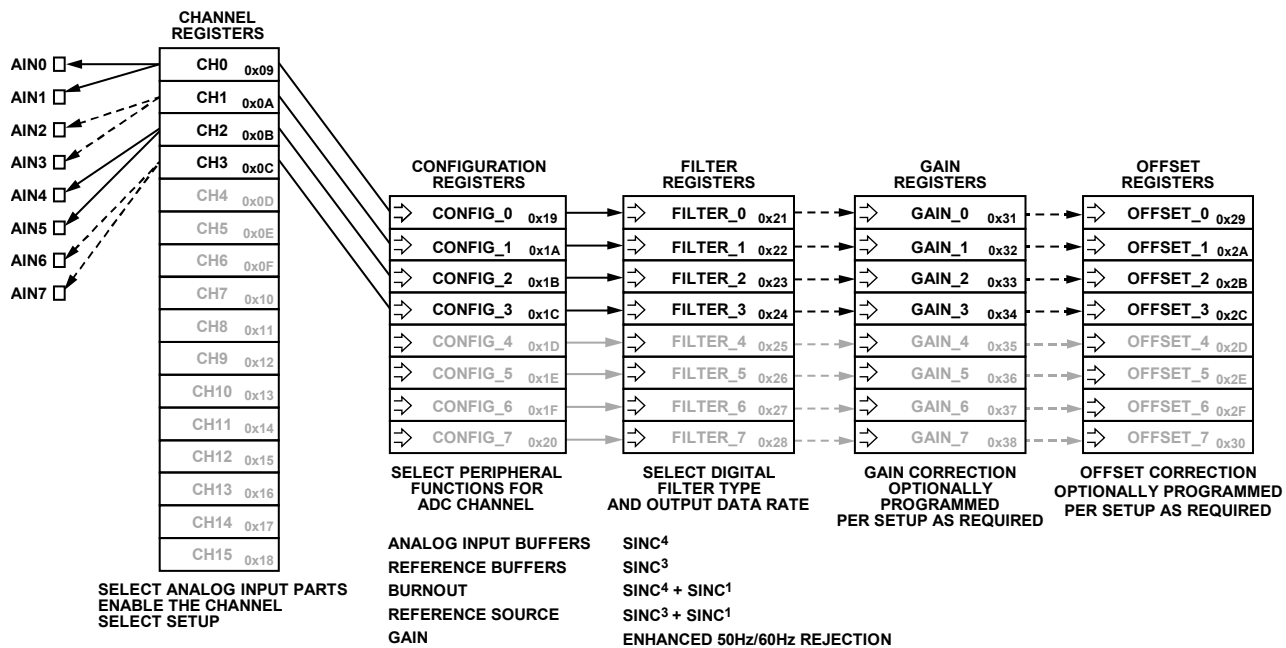 CHANNEL
REGISTERS
AIN0
AIN1
AIN2
AIN3
AIN4
AIN5
AIN6
AIN7
CH0 0x09
CH1 0x0A
CH2 0x0B
CH3 0x0C
CH4 0x0D
CH5 0x0E
CH6 0x0F
CH7 0x10
CH8 0x11
CH9 0x12
CH10 0x13
CH11 0x14
CH12 0x15
CH13 0x16
CH14 0x17
CH15 0x18
SELECT ANALOG INPUT PARTS
ENABLE THE CHANNEL
SELECT SETUP
CONFIGURATION
REGISTERS
CONFIG_0 0x19
CONFIG_1 0x1A
CONFIG_2 0x1B
CONFIG_3 0x1C
CONFIG_4 0x1D
CONFIG_5 0x1E
CONFIG_6 0x1F
CONFIG_7 0x20
SELECT PERIPHERAL
FUNCTIONS FOR
ADC CHANNEL
ANALOG INPUT BUFFERS
REFERENCE BUFFERS
BURNOUT
REFERENCE SOURCE
GAIN
FILTER
REGISTERS
FILTER_0 0x21
FILTER_1 0x22
FILTER_2 0x23
FILTER_3 0x24
FILTER_4 0x25
FILTER_5 0x26
FILTER_6 0x27
FILTER_7 0x28
SELECT DIGITAL
FILTER TYPE
AND OUTPUT DATA RATE
SINC4
SINC3
SINC4 + SINC1
SINC3 + SINC1
ENHANCED 50Hz/60Hz REJECTION
GAIN
REGISTERS
GAIN_0 0x31
GAIN_1 0x32
GAIN_2 0x33
GAIN_3 0x34
GAIN_4 0x35
GAIN_5 0x36
GAIN_6 0x37
GAIN_7 0x38
GAIN CORRECTION
OPTIONALLY
PROGRAMMED
PER SETUP AS REQUIRED
OFFSET
REGISTERS
OFFSET_0 0x29
OFFSET_1 0x2A
OFFSET_2 0x2B
OFFSET_3 0x2C
OFFSET_4 0x2D
OFFSET_5 0x2E
OFFSET_6 0x2F
OFFSET_7 0x30
OFFSET CORRECTION
OPTIONALLY PROGRAMMED
PER SETUP AS REQUIRED